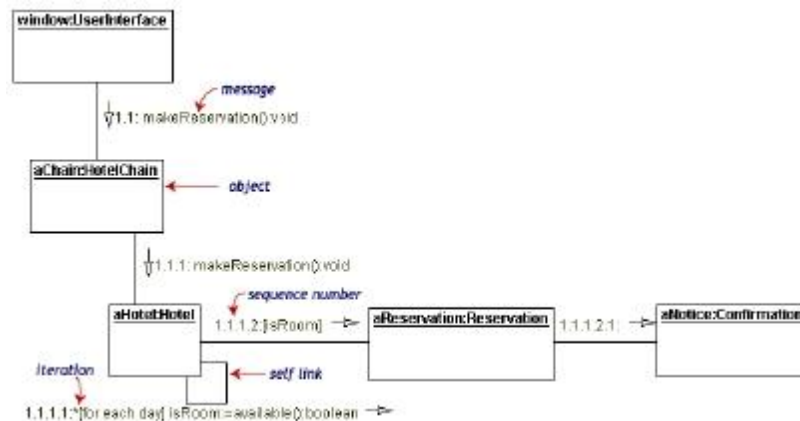 window:UserInterface
message
1.1: makeReservation():void
aChain:HotelChain
object
1.1.1: makeReservation():void
sequence number
aHotel:Hotel
1.1.1.2:[isRoom]
aReservation:Reservation
1.1.1.2.1:
aNotice:Confirmation
iteration
self link
1.1.1.1:*[for each day] isRoom:=available():boolean